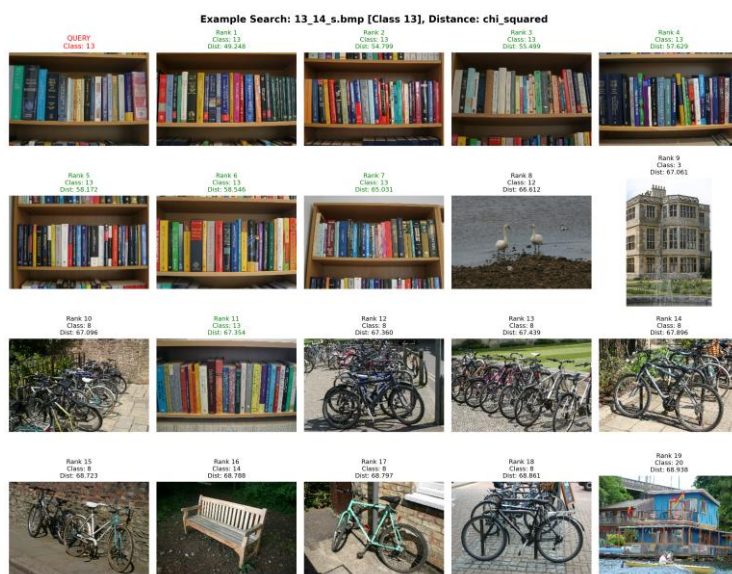 Example Search: 13_14_s.bmp [Class 13], Distance: chi_squared
QUERY
Class: 13
Rank 1
Class: 13
Dist: 49.248
Rank 2
Class: 13
Dist: 54.799
Rank 3
Class: 13
Dist: 55.499
Rank 4
Class: 13
Dist: 57.629
Rank 5
Class: 13
Dist: 58.172
Rank 6
Class: 13
Dist: 58.546
Rank 7
Class: 13
Dist: 65.031
Rank 8
Class: 12
Dist: 66.612
Rank 9
Class: 3
Dist: 67.061
Rank 10
Class: 8
Dist: 67.096
Rank 11
Class: 13
Dist: 67.354
Rank 12
Class: 8
Dist: 67.360
Rank 13
Class: 8
Dist: 67.439
Rank 14
Class: 8
Dist: 67.896
Rank 15
Class: 8
Dist: 68.723
Rank 16
Class: 14
Dist: 68.788
Rank 17
Class: 8
Dist: 68.797
Rank 18
Class: 8
Dist: 68.861
Rank 19
Class: 20
Dist: 68.938